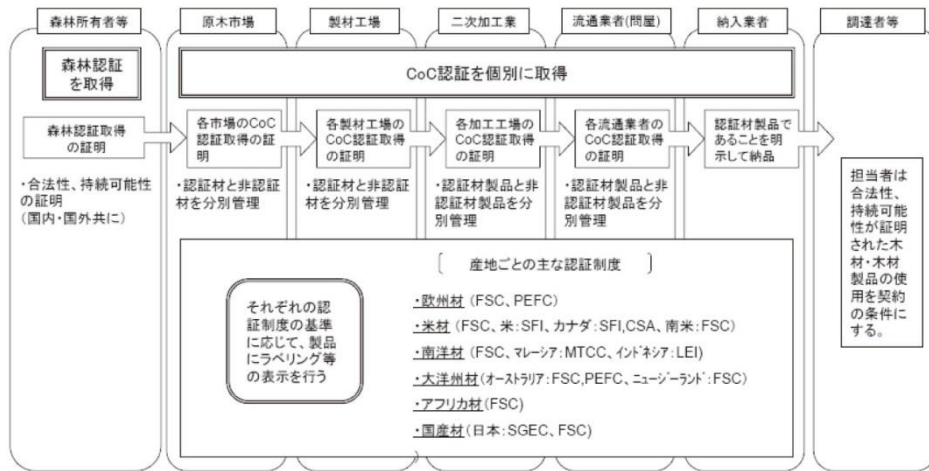 森林所有者等
原木市場
製材工場
二次加工業
流通業者(問屋)
納入業者
調達者等
森林認証
を取得
CoC認証を個別に取得
森林認証取得
の証明
各市場のCoC
認証取得の証
明
各製材工場の
CoC認証取得
の証明
各加工工場の
CoC認証取得
の証明
各流通業者の
CoC認証取得
の証明
認証材製品で
あることを明
示して納品
・合法性、持続可能性
の証明
(国内・国外共に)
・認証材と非認証
材を分別管理
・認証材と非認証
材を分別管理
・認証材製品と非
認証材製品を分
別管理
・認証材製品と非
認証材製品を分
別管理
担当者は
合法性、
持続可能
性が証明
された木
材・木材
製品の使
用を契約
の条件に
する。
それぞれの認
証制度の基準
に応じて、製品
にラベリング等
の表示を行う
〔 産地ごとの主な認証制度 〕
・欧州材 (FSC、PEFC)
・米材 (FSC、米:SFI、カナダ:SFI,CSA、南米:FSC)
・南洋材 (FSC、マレーシア:MTCC、インドネシア:LEI)
・大洋州材(オーストラリア:FSC,PEFC、ニュージーランド:FSC)
・アフリカ材(FSC)
・国産材(日本:SGEC、FSC)